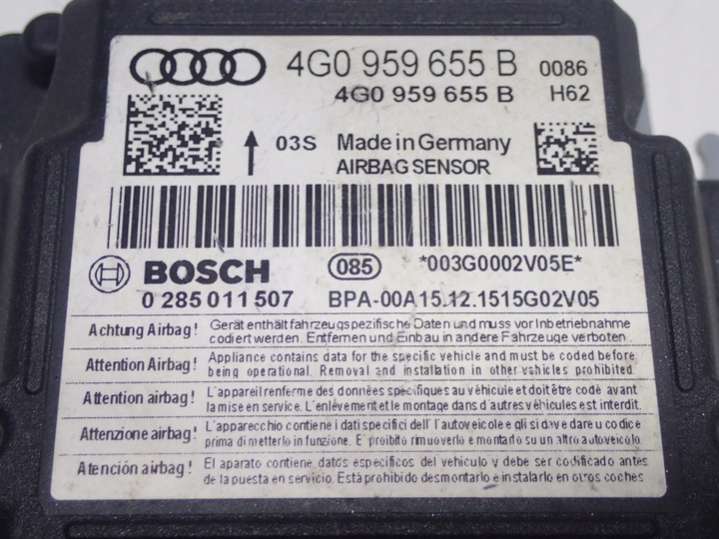 4G0 959 655 B 0086
4G0 959 655 B H62
03S Made in Germany
AIRBAG SENSOR
BOSCH 085 *003G0002V05E*
0 285 011 507 BPA-00A15.12.1515G02V05
Achtung Airbag! Gerät enthält fahrzeugspezifische Daten und muss vor Inbetriebnahme
codiert werden. Entfernen und Einbau in andere Fahrzeuge verboten.
Attention Airbag! Appliance contains data for the specific vehicle and must be coded before
being operational. Removal and installation in other vehicles prohibited.
Attention airbag! L'appareil renferme des données spécifiques au véhicule et doit être codé avant
la mise en service. L'enlèvement et le montage dans d'autres véhicules est interdit.
Attenzione airbag! L'apparecchio contiene i dati specifici dell' autoveicolo e gli si deve dare u codice
prima di metterlo in funzione. E' proibito rimuoverlo e montarlo su un altro autoveicolo.
Atención airbag! El aparato contiene datos especificos del vehículo y debe ser codificado antes
de la puesta en servicio. Está prohibido desmontarlo e instalarlo en otros coches